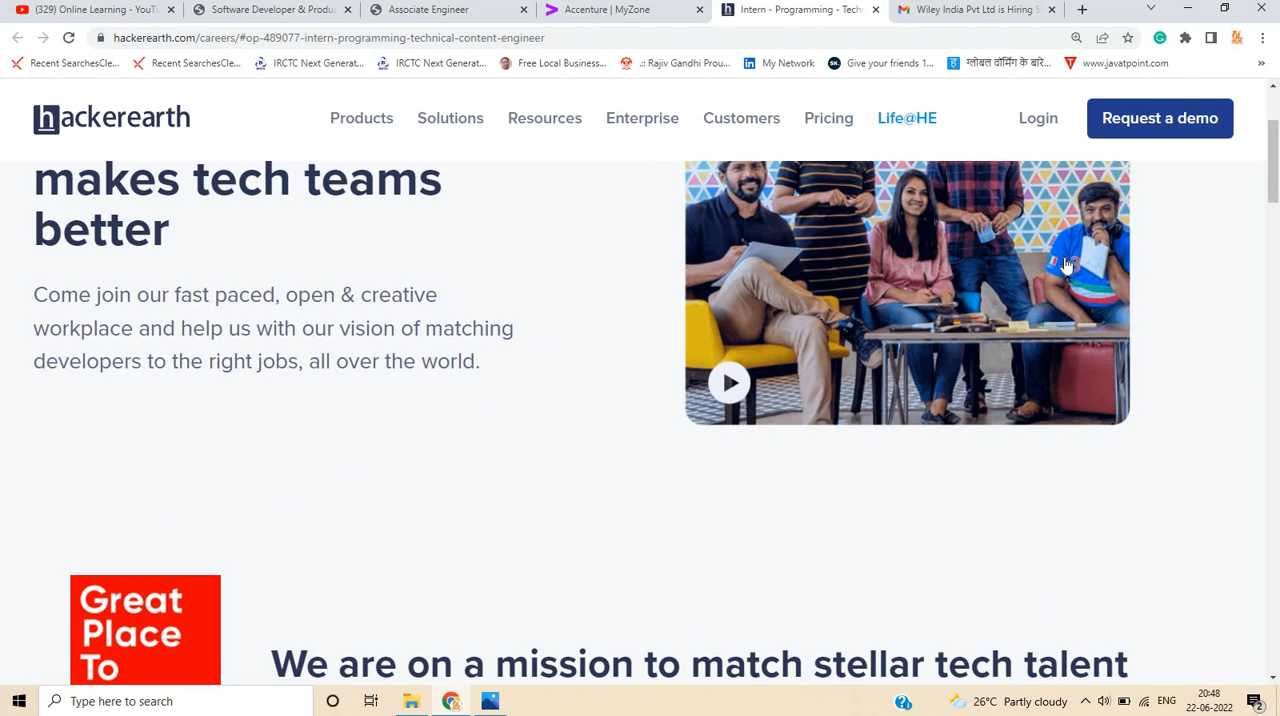 (329) Online Learning - YouTu
Software Developer & Produc
Associate Engineer
Accenture | MyZone
Intern - Programming - Techn
Wiley India Pvt Ltd is Hiring S
hackerearth.com/careers/#op-489077-intern-programming-technical-content-engineer
Recent SearchesCle...
Recent SearchesCle...
IRCTC Next Generat...
IRCTC Next Generat...
Free Local Business...
.:: Rajiv Gandhi Prou...
My Network
Give your friends 1...
ग्लोबल वॉर्मिंग के बारे...
www.javatpoint.com
»
hackerearth
Products
Solutions
Resources
Enterprise
Customers
Pricing
Life@HE
Login
Request a demo
makes tech teams
better
Come join our fast paced, open & creative
workplace and help us with our vision of matching
developers to the right jobs, all over the world.
Great
Place
To
We are on a mission to match stellar tech talent
Type here to search
26°C Partly cloudy
ENG
20:48
22-06-2022
2